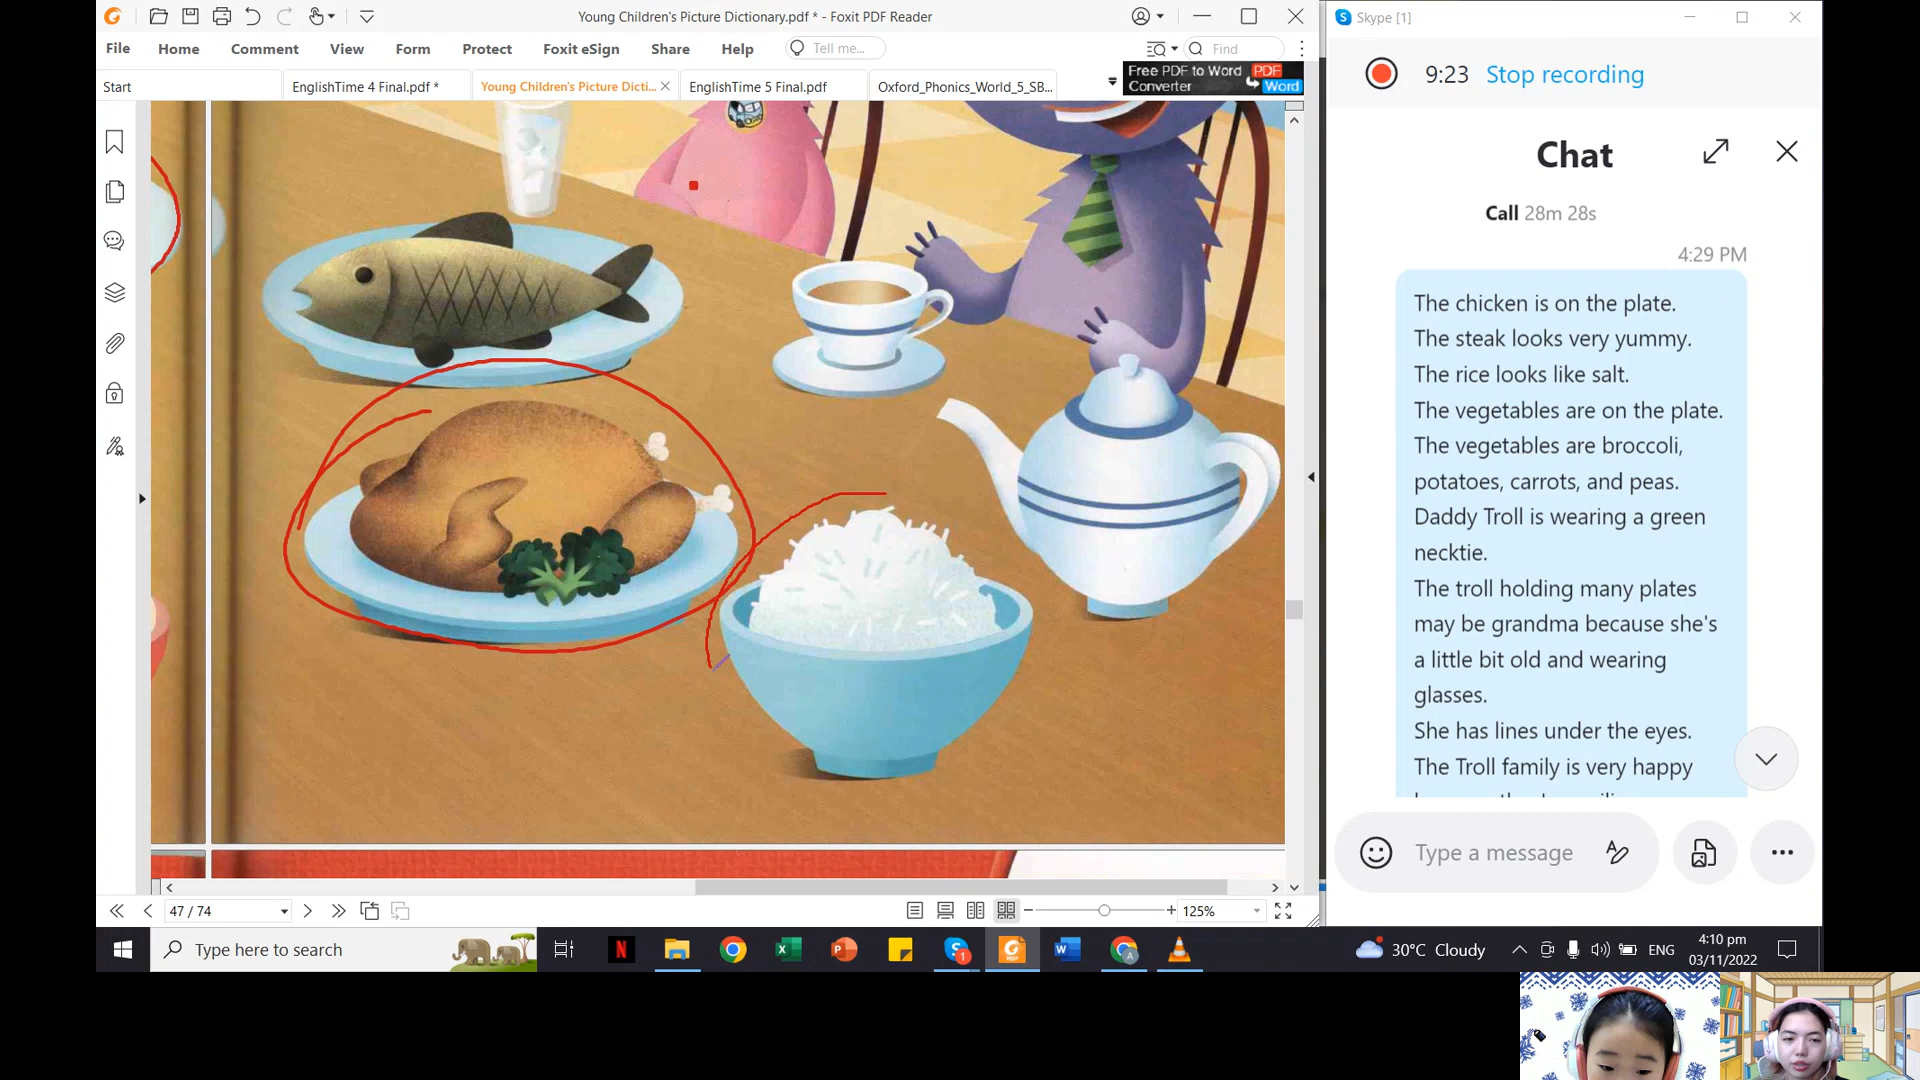 Young Children's Picture Dictionary.pdf * - Foxit PDF Reader
File Home Comment View Form Protect Foxit eSign Share Help Tell me... Find
Start EnglishTime 4 Final.pdf * Young Children's Picture Dicti... EnglishTime 5 Final.pdf Oxford_Phonics_World_5_SB...
Free PDF to Word PDF
Converter Word
47 / 74
125%
Skype [1]
9:23 Stop recording
Chat
Call 28m 28s
4:29 PM
The chicken is on the plate.
The steak looks very yummy.
The rice looks like salt.
The vegetables are on the plate.
The vegetables are broccoli,
potatoes, carrots, and peas.
Daddy Troll is wearing a green
necktie.
The troll holding many plates
may be grandma because she's
a little bit old and wearing
glasses.
She has lines under the eyes.
The Troll family is very happy
Type a message
Type here to search
30°C Cloudy
ENG
4:10 pm
03/11/2022